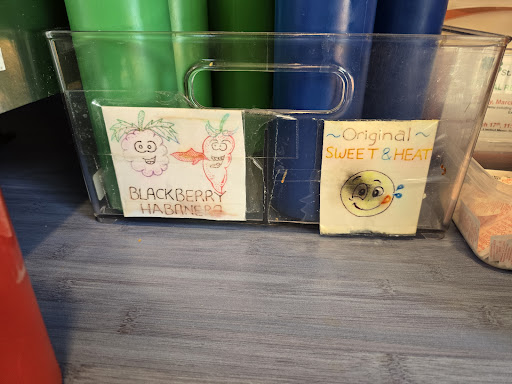 BLACKBERRY
HABANERO
~ Original ~
SWEET & HEAT